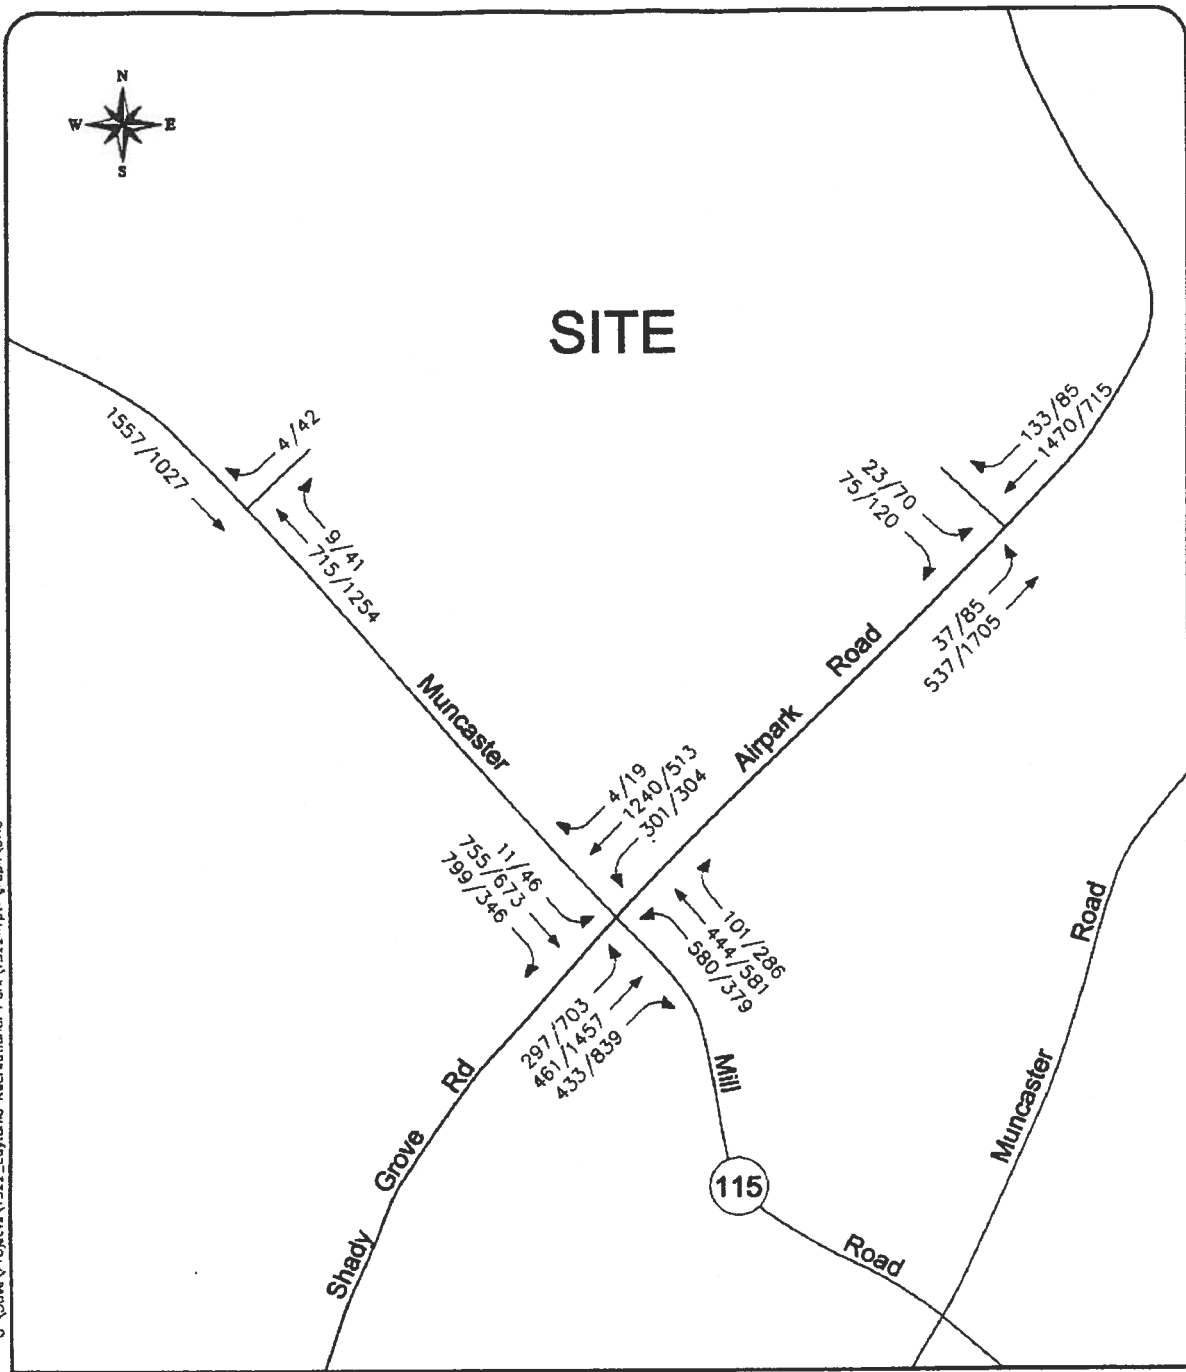 N
W E
S
SITE
1557/1027
4/42
9/41
715/1254
133/85
1470/715
23/70
75/120
37/85
537/1705
Muncaster
Airpark Road
4/19
1240/513
301/304
11/46
755/673
799/346
101/286
444/581
580/379
297/703
461/1457
433/839
Shady Grove Rd
Mill
115
Road
Muncaster Road